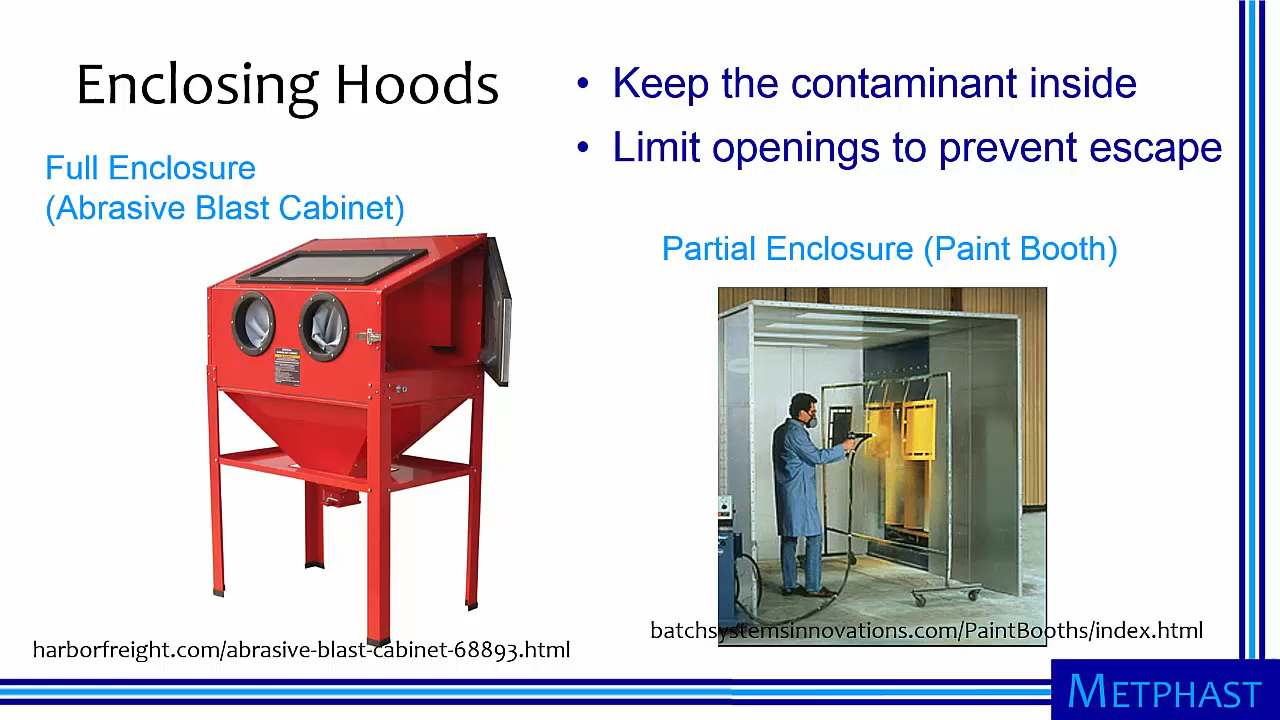 Enclosing Hoods
• Keep the contaminant inside
• Limit openings to prevent escape
Full Enclosure
(Abrasive Blast Cabinet)
Partial Enclosure (Paint Booth)
harborfreight.com/abrasive-blast-cabinet-68893.html
batchsystemsinnovations.com/PaintBooths/index.html
METPHAST